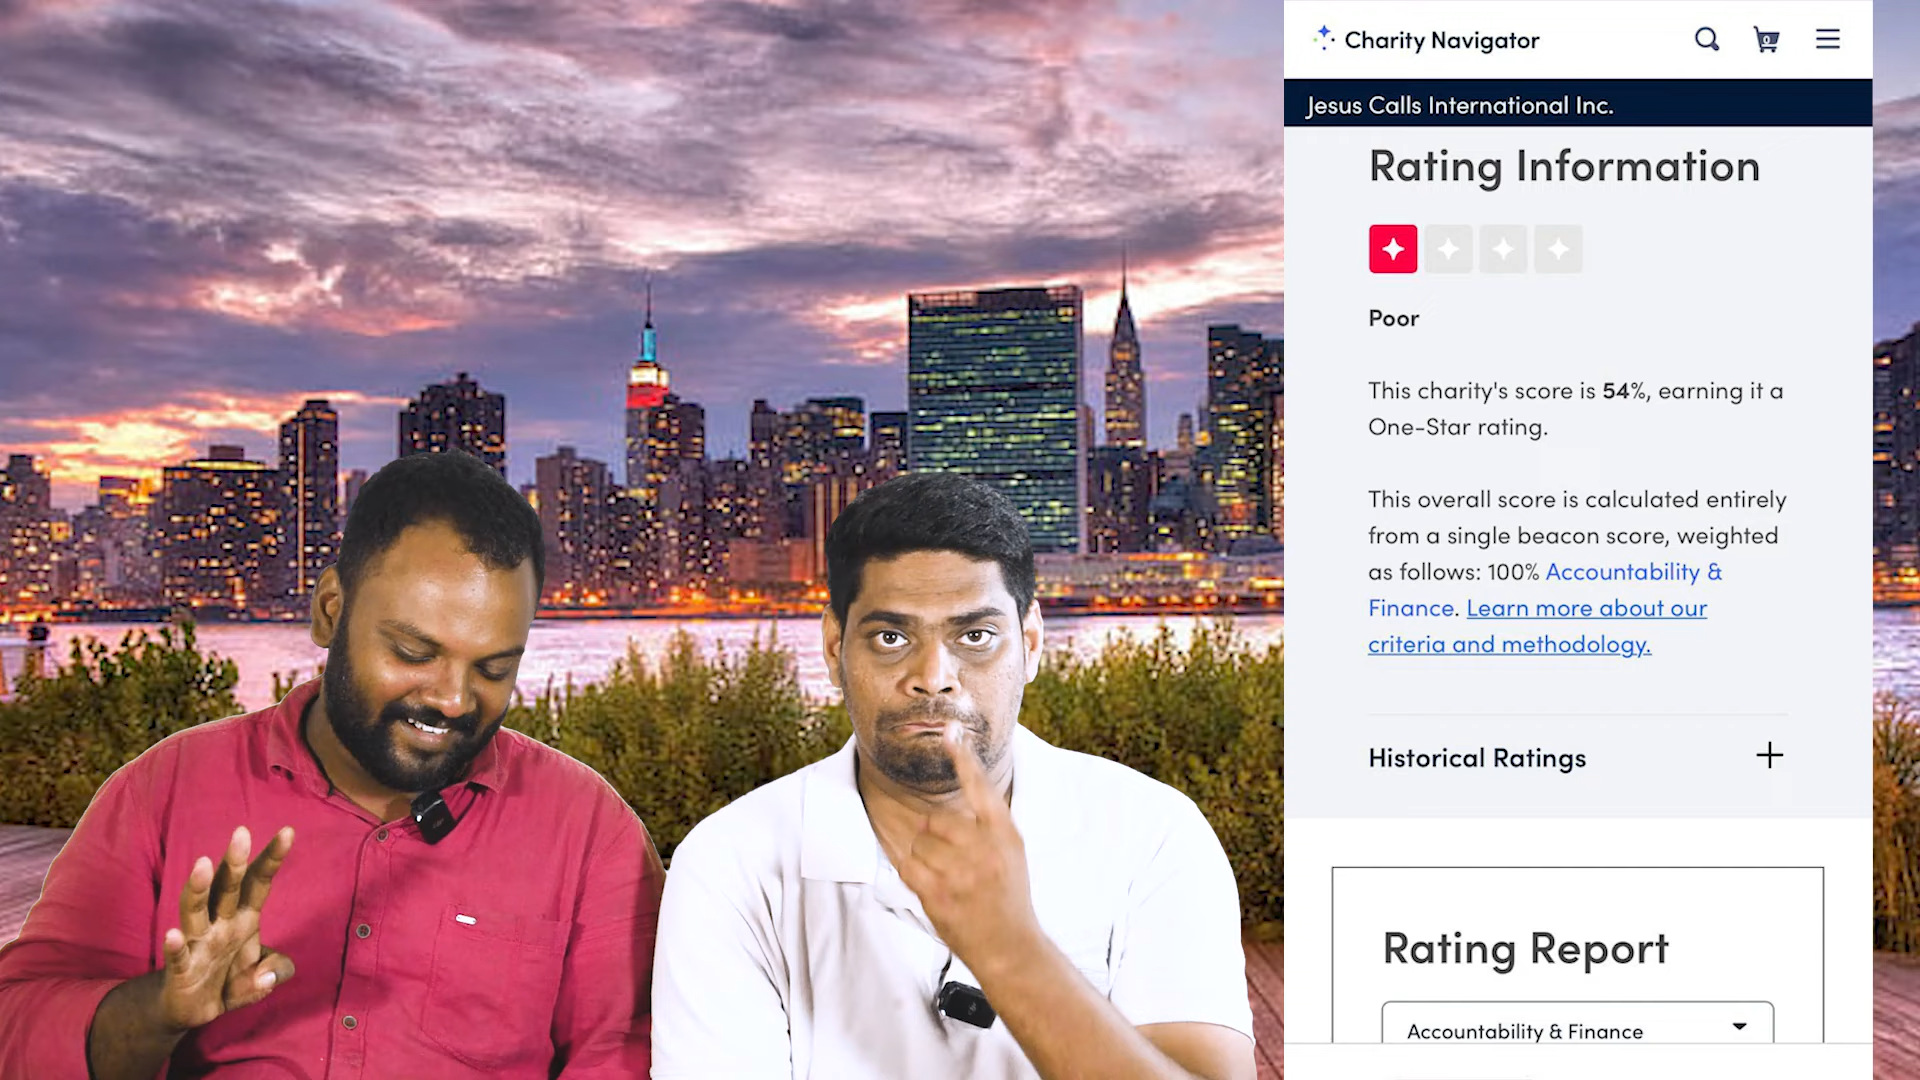 Charity Navigator
0
Jesus Calls International Inc.
Rating Information
Poor
This charity's score is 54%, earning it a
One-Star rating.
This overall score is calculated entirely
from a single beacon score, weighted
as follows: 100% Accountability &
Finance. Learn more about our
criteria and methodology.
Historical Ratings
Rating Report
Accountability & Finance